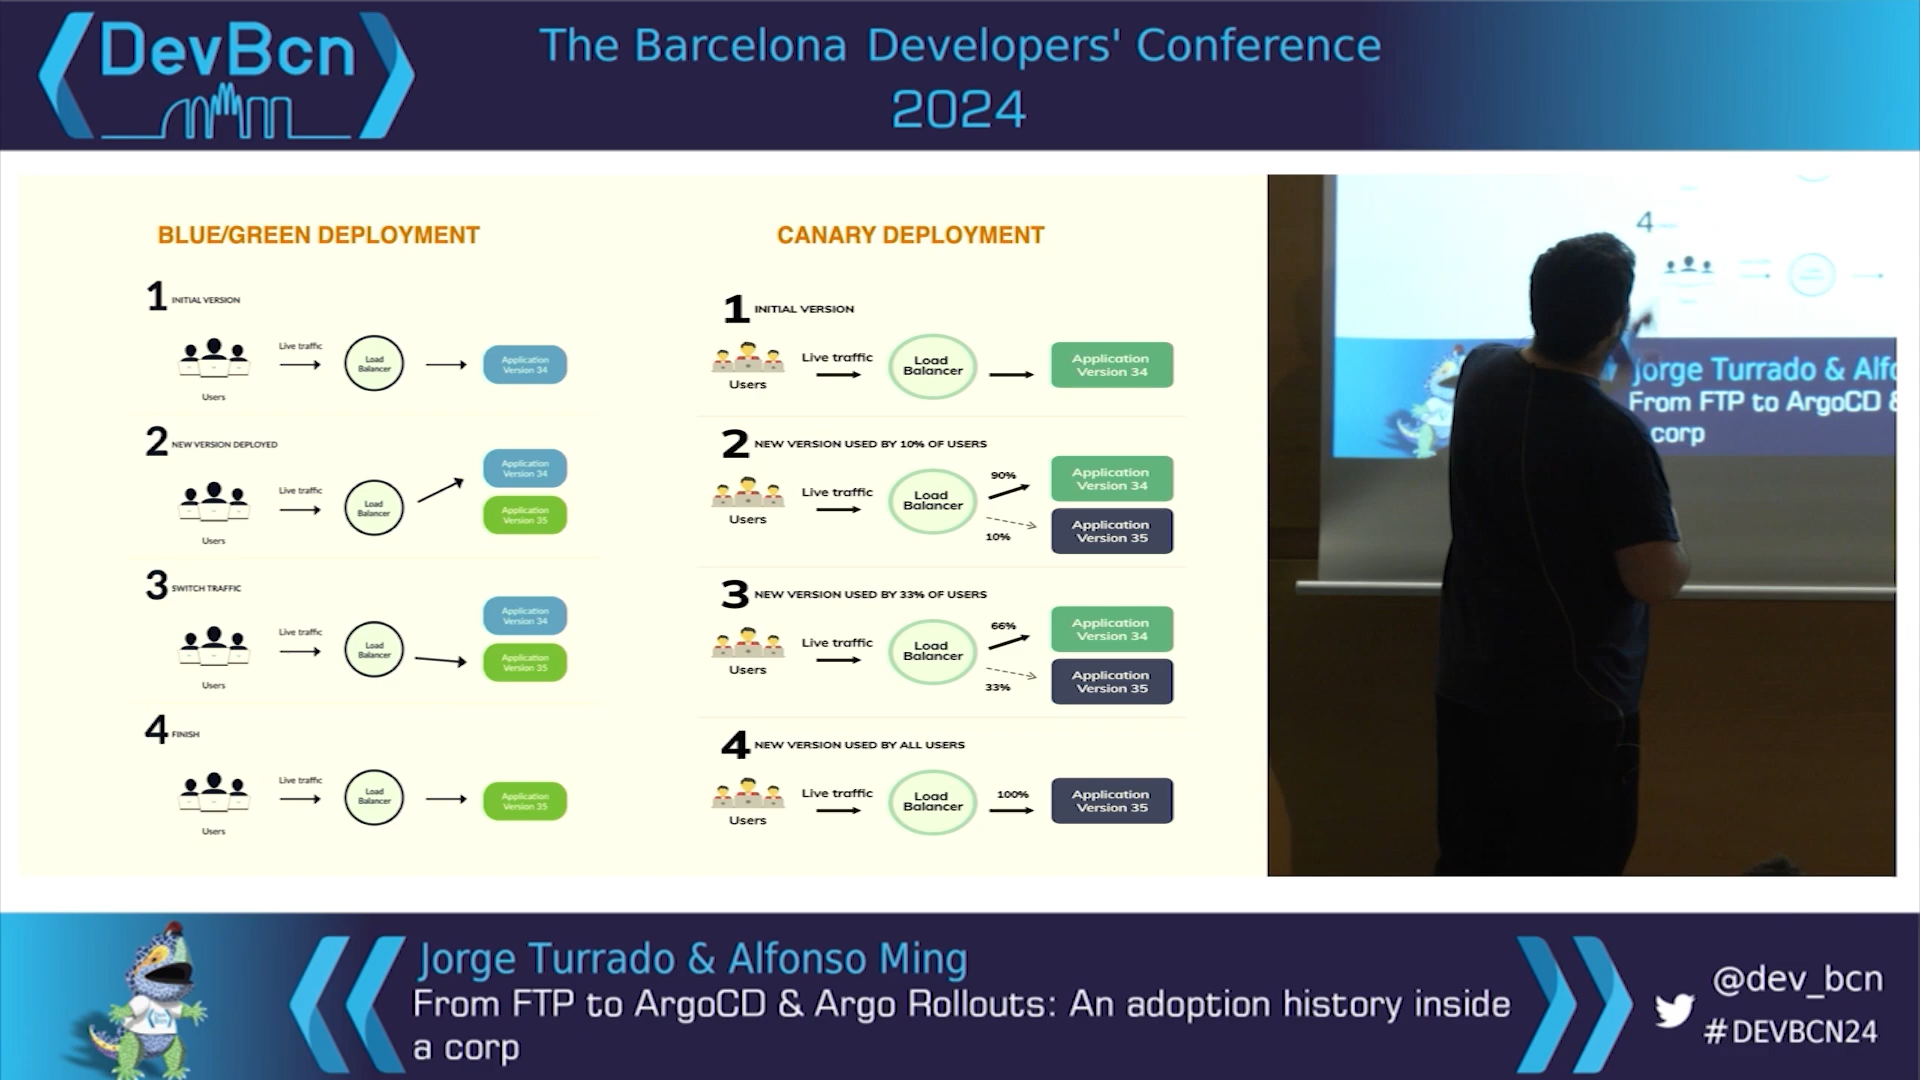 DevBcn
The Barcelona Developers' Conference
2024
BLUE/GREEN DEPLOYMENT
1 INITIAL VERSION
Live traffic
Load
Balancer
Application
Version 34
Users
2 NEW VERSION DEPLOYED
Live traffic
Load
Balancer
Application
Version 34
Application
Version 35
Users
3 SWITCH TRAFFIC
Live traffic
Load
Balancer
Application
Version 34
Application
Version 35
Users
4 FINISH
Live traffic
Load
Balancer
Application
Version 35
Users
CANARY DEPLOYMENT
1 INITIAL VERSION
Live traffic
Load
Balancer
Application
Version 34
Users
2 NEW VERSION USED BY 10% OF USERS
Live traffic
Load
Balancer
90%
10%
Application
Version 34
Application
Version 35
Users
3 NEW VERSION USED BY 33% OF USERS
Live traffic
Load
Balancer
66%
33%
Application
Version 34
Application
Version 35
Users
4 NEW VERSION USED BY ALL USERS
Live traffic
Load
Balancer
100%
Application
Version 35
Users
4
Jorge Turrado & Alfo
From FTP to ArgoCD &
corp
Jorge Turrado & Alfonso Ming
From FTP to ArgoCD & Argo Rollouts: An adoption history inside
a corp
@dev_bcn
#DEVBCN24